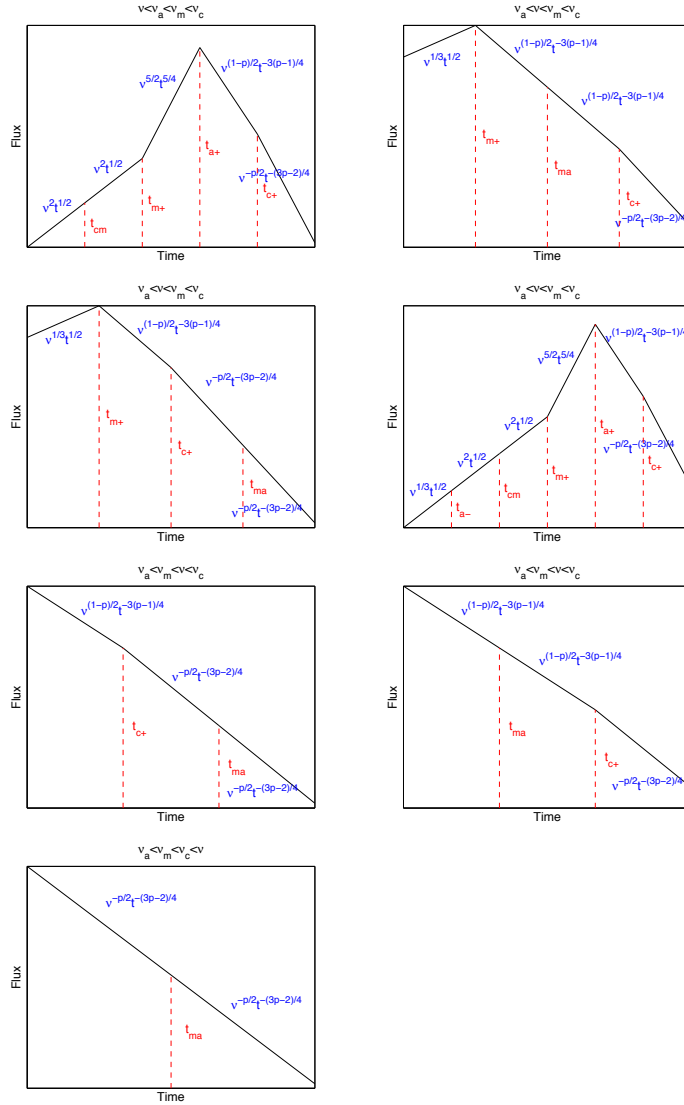 ν<ν_a<ν_m<ν_c
Flux
ν^2t^1/2
ν^2t^1/2
ν^5/2t^5/4
ν^(1−p)/2t^−3(p−1)/4
ν^−p/2t^−(3p−2)/4
t_cm
t_m+
t_a+
t_c+
Time
ν_a<ν<ν_m<ν_c
Flux
ν^1/3t^1/2
ν^(1−p)/2t^−3(p−1)/4
ν^(1−p)/2t^−3(p−1)/4
ν^−p/2t^−(3p−2)/4
t_m+
t_ma
t_c+
Time
ν_a<ν<ν_m<ν_c
Flux
ν^1/3t^1/2
ν^(1−p)/2t^−3(p−1)/4
ν^−p/2t^−(3p−2)/4
ν^−p/2t^−(3p−2)/4
t_m+
t_c+
t_ma
Time
ν_a<ν<ν_m<ν_c
Flux
ν^1/3t^1/2
ν^2t^1/2
ν^2t^1/2
ν^5/2t^5/4
ν^(1−p)/2t^−3(p−1)/4
ν^−p/2t^−(3p−2)/4
t_a−
t_cm
t_m+
t_a+
t_c+
Time
ν_a<ν_m<ν<ν_c
Flux
ν^(1−p)/2t^−3(p−1)/4
ν^−p/2t^−(3p−2)/4
ν^−p/2t^−(3p−2)/4
t_c+
t_ma
Time
ν_a<ν_m<ν<ν_c
Flux
ν^(1−p)/2t^−3(p−1)/4
ν^(1−p)/2t^−3(p−1)/4
ν^−p/2t^−(3p−2)/4
t_ma
t_c+
Time
ν_a<ν_m<ν_c<ν
Flux
ν^−p/2t^−(3p−2)/4
ν^−p/2t^−(3p−2)/4
t_ma
Time